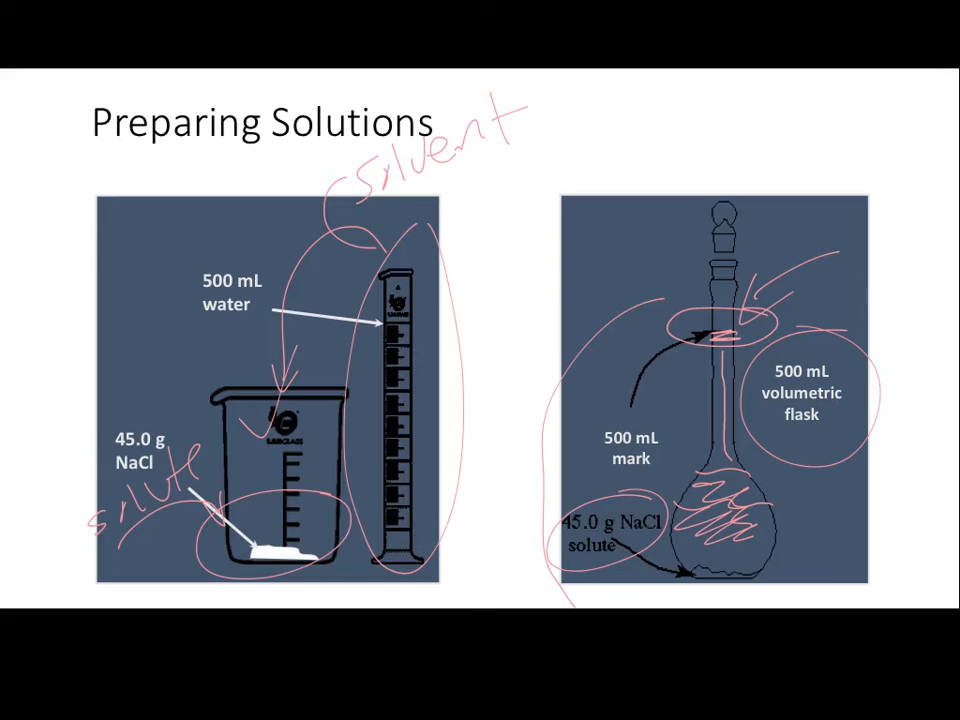 Preparing Solutions
solvent
500 mL
water
45.0 g
NaCl
solute
500 mL
volumetric
flask
500 mL
mark
45.0 g NaCl
solute